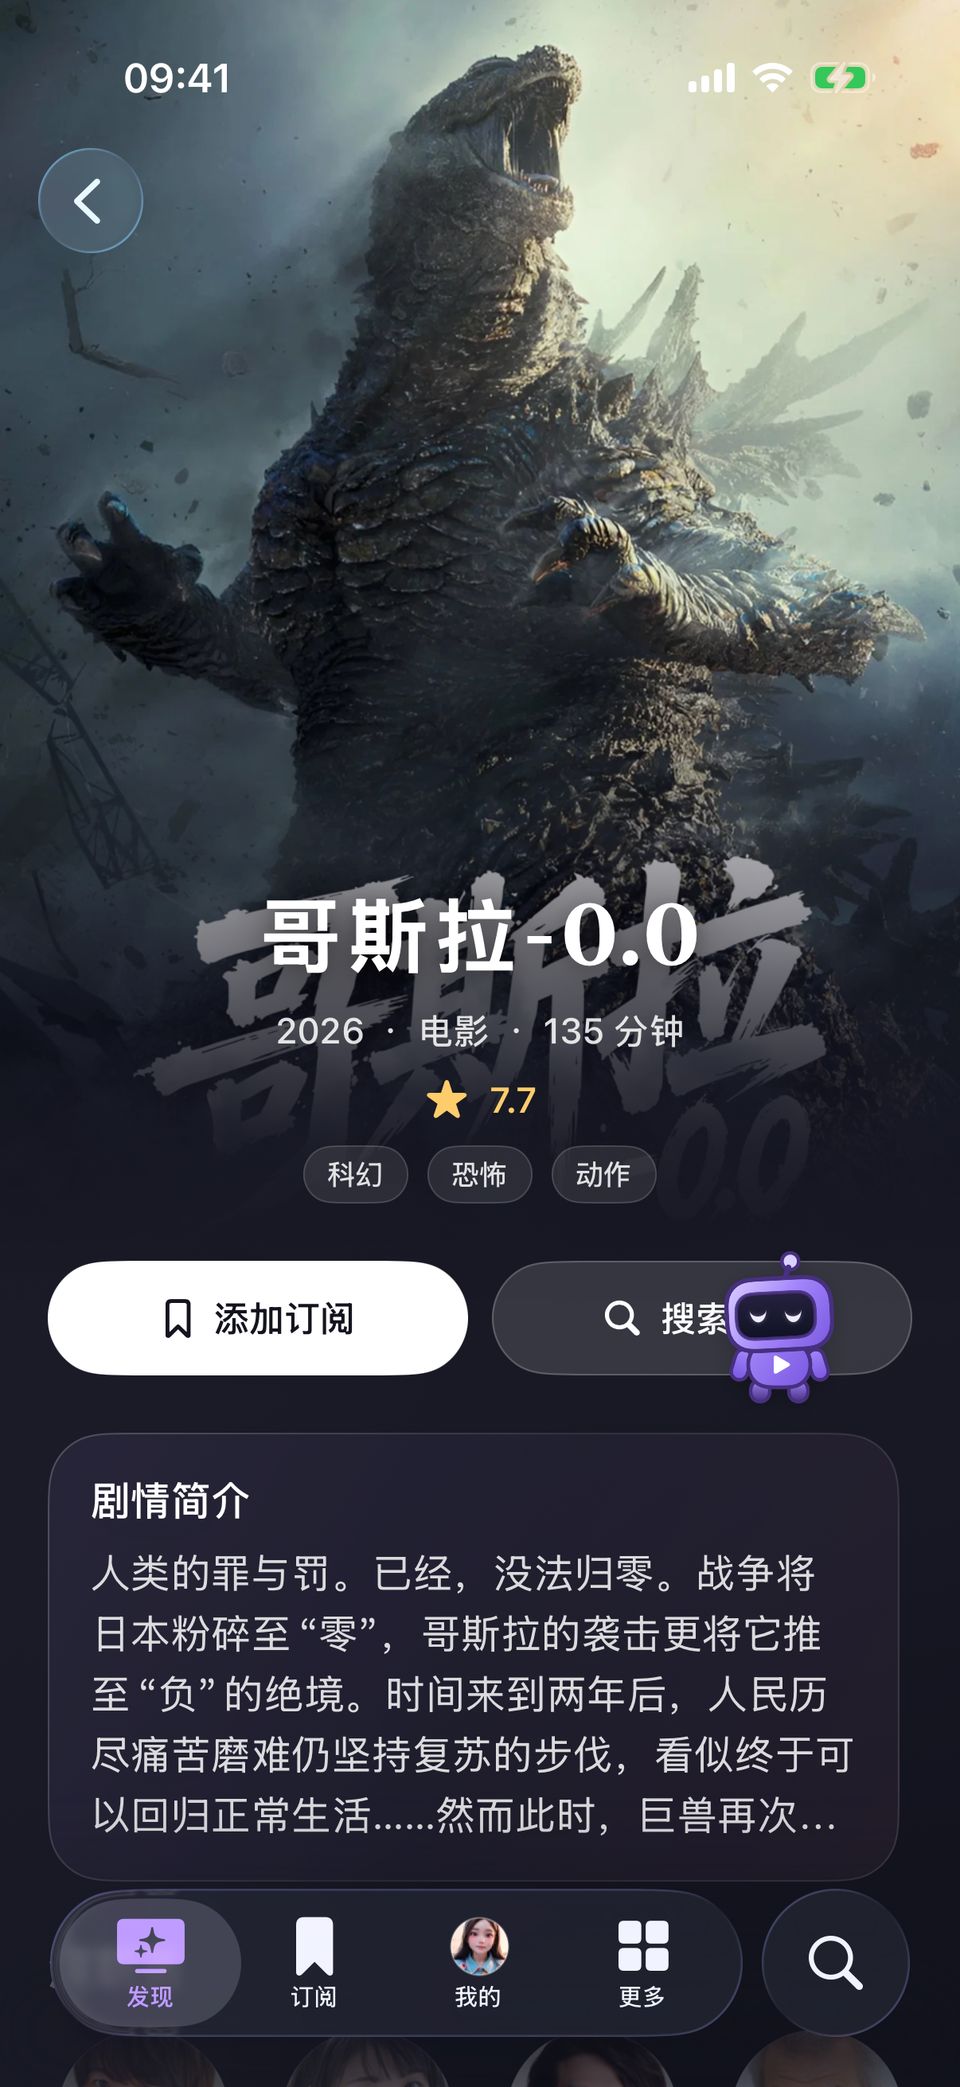 09:41
哥斯拉
0.0
哥斯拉-0.0
2026 · 电影 · 135 分钟
7.7
科幻 恐怖 动作
添加订阅 搜索
剧情简介
人类的罪与罚。已经，没法归零。战争将
日本粉碎至“零”，哥斯拉的袭击更将它推
至“负”的绝境。时间来到两年后，人民历
尽痛苦磨难仍坚持复苏的步伐，看似终于可
以回归正常生活……然而此时，巨兽再次…
发现 订阅 我的 更多